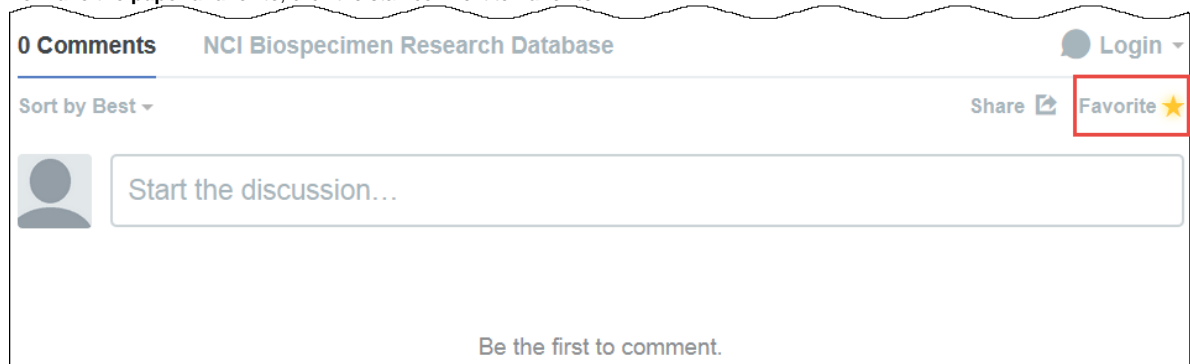 0 Comments NCI Biospecimen Research Database Login
Sort by Best Share Favorite
Start the discussion…
Be the first to comment.